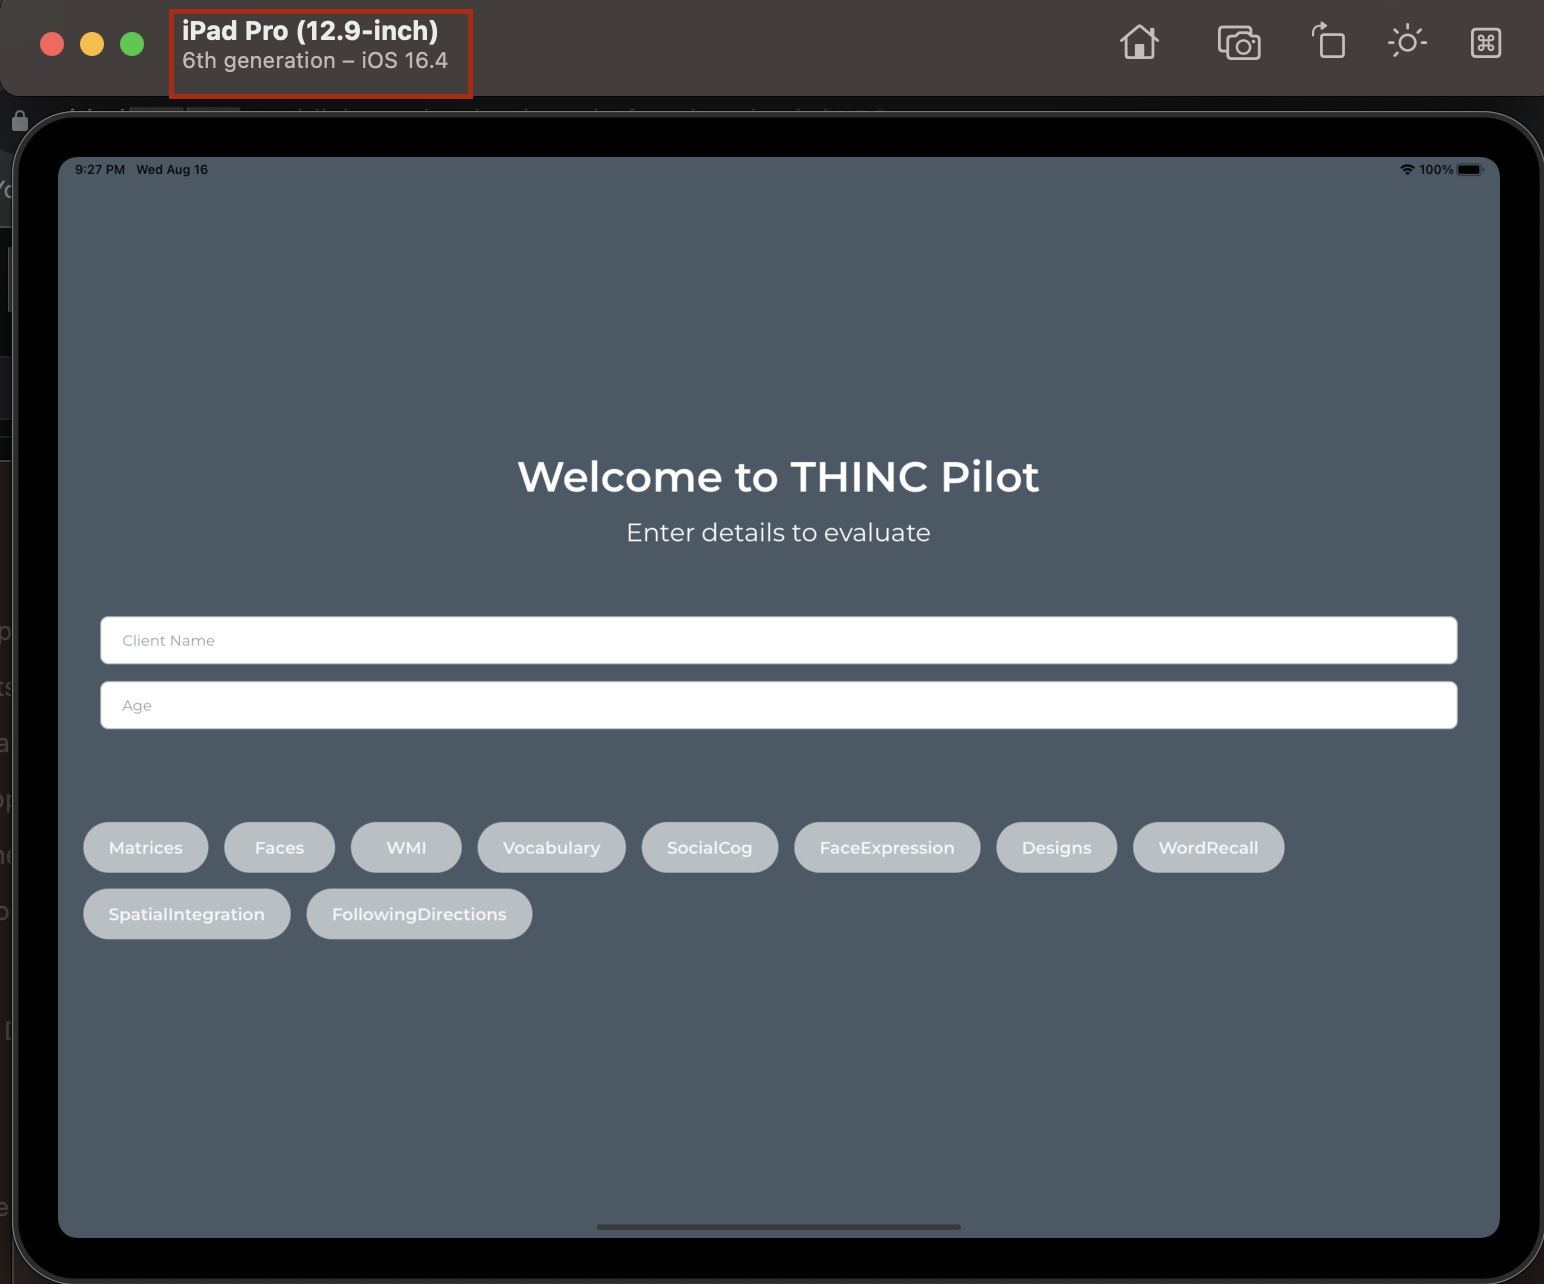 iPad Pro (12.9-inch)
6th generation – iOS 16.4
9:27 PM Wed Aug 16
100%
Welcome to THINC Pilot
Enter details to evaluate
Client Name
Age
Matrices Faces WMI Vocabulary SocialCog FaceExpression Designs WordRecall
SpatialIntegration FollowingDirections